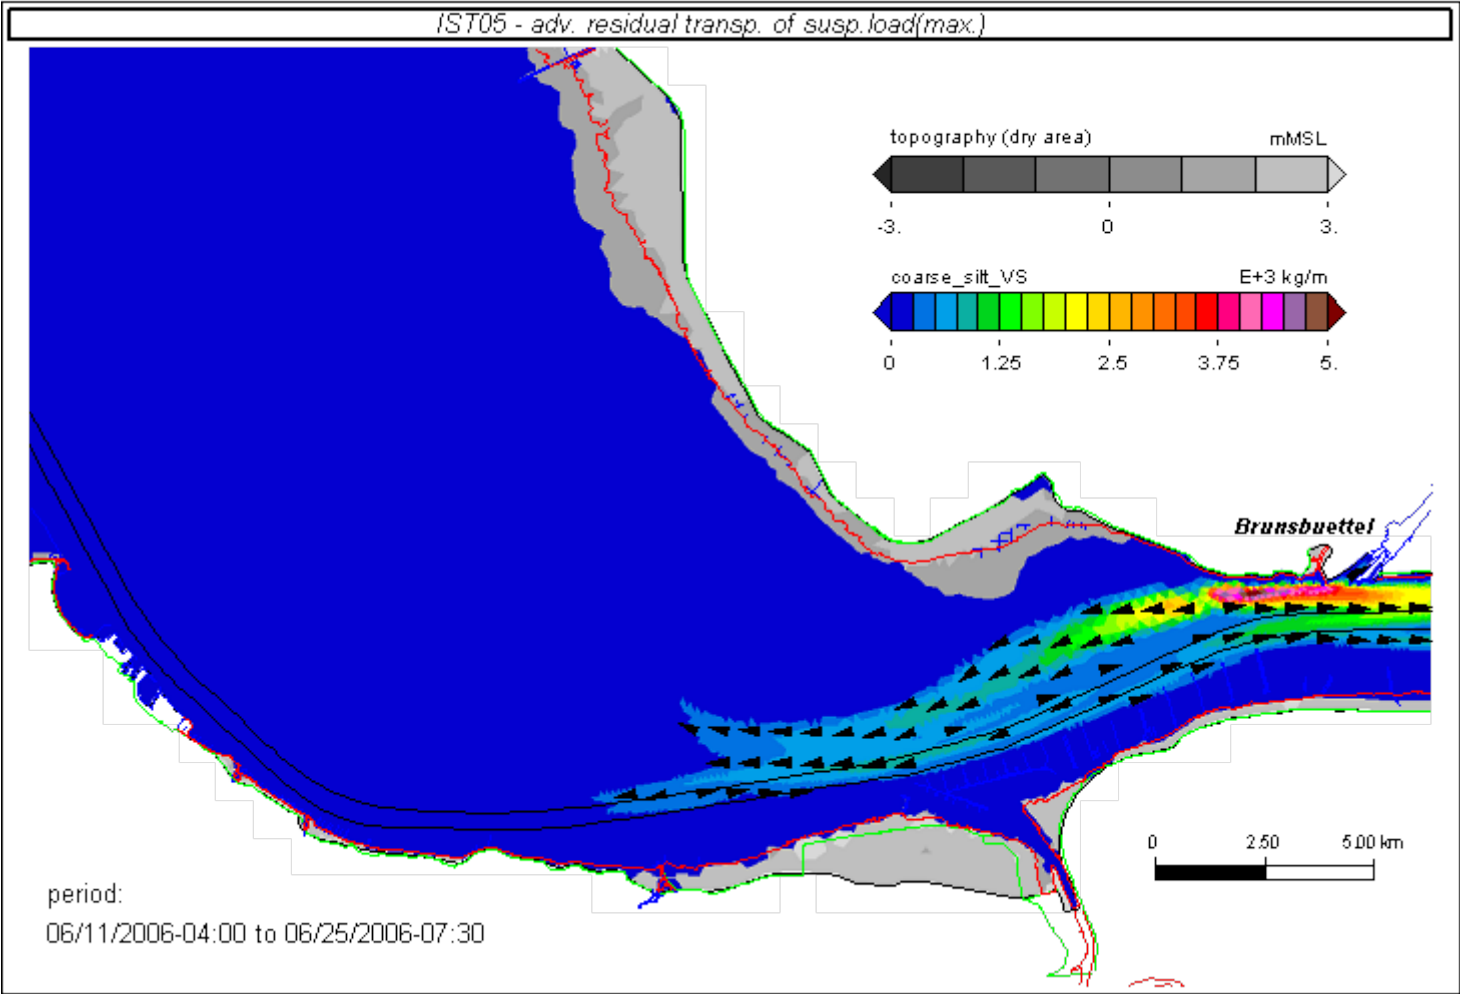 IST05 - adv. residual transp. of susp.load(max.)
topography (dry area) mMSL
-3. 0 3.
coarse_silt_VS E+3 kg/m
0 1.25 2.5 3.75 5.
Brunsbuettel
0 2.50 5.00 km
period:
06/11/2006-04:00 to 06/25/2006-07:30